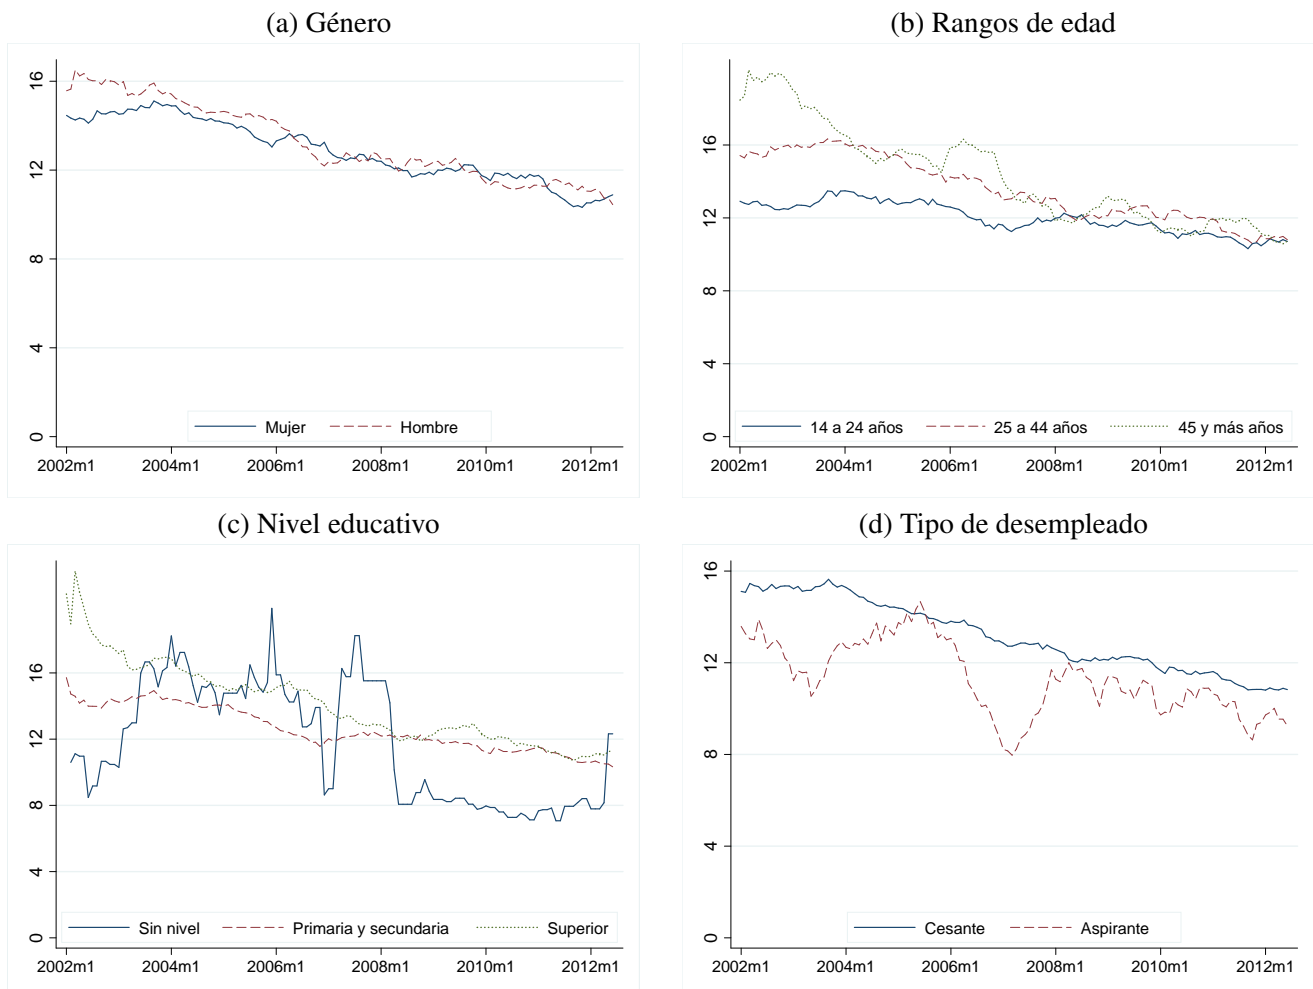 (a) Género
16
12
8
4
0
Mujer Hombre
2002m1 2004m1 2006m1 2008m1 2010m1 2012m1
(b) Rangos de edad
16
12
8
4
0
14 a 24 años 25 a 44 años 45 y más años
2002m1 2004m1 2006m1 2008m1 2010m1 2012m1
(c) Nivel educativo
16
12
8
4
0
Sin nivel Primaria y secundaria Superior
2002m1 2004m1 2006m1 2008m1 2010m1 2012m1
(d) Tipo de desempleado
16
12
8
4
0
Cesante Aspirante
2002m1 2004m1 2006m1 2008m1 2010m1 2012m1